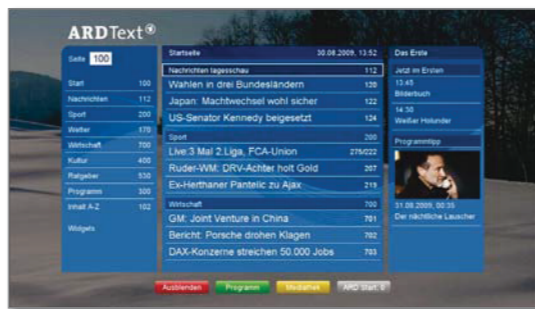 ARD Text
Seite 100
Start 100
Nachrichten 112
Sport 200
Wetter 170
Wirtschaft 700
Kultur 400
Ratgeber 530
Programm 300
Inhalt A-Z 102
Widgets
Startseite 30.08.2009, 13:52
Nachrichten tagesschau 112
Wahlen in drei Bundesländern 120
Japan: Machtwechsel wohl sicher 122
US-Senator Kennedy beigesetzt 124
Sport 200
Live:3 Mal 2.Liga, FCA-Union 275/222
Ruder-WM: DRV-Achter holt Gold 207
Ex-Herthaner Pantelic zu Ajax 219
Wirtschaft 700
GM: Joint Venture in China 701
Bericht: Porsche drohen Klagen 702
DAX-Konzerne streichen 50.000 Jobs 703
Das Erste
Jetzt im Ersten
13:45
Bilderbuch
14:30
Weißer Holunder
Programmtipp
31.08.2009, 00:35
Der nächtliche Lauscher
Ausblenden
Programm
Mediathek
ARD Start: 0